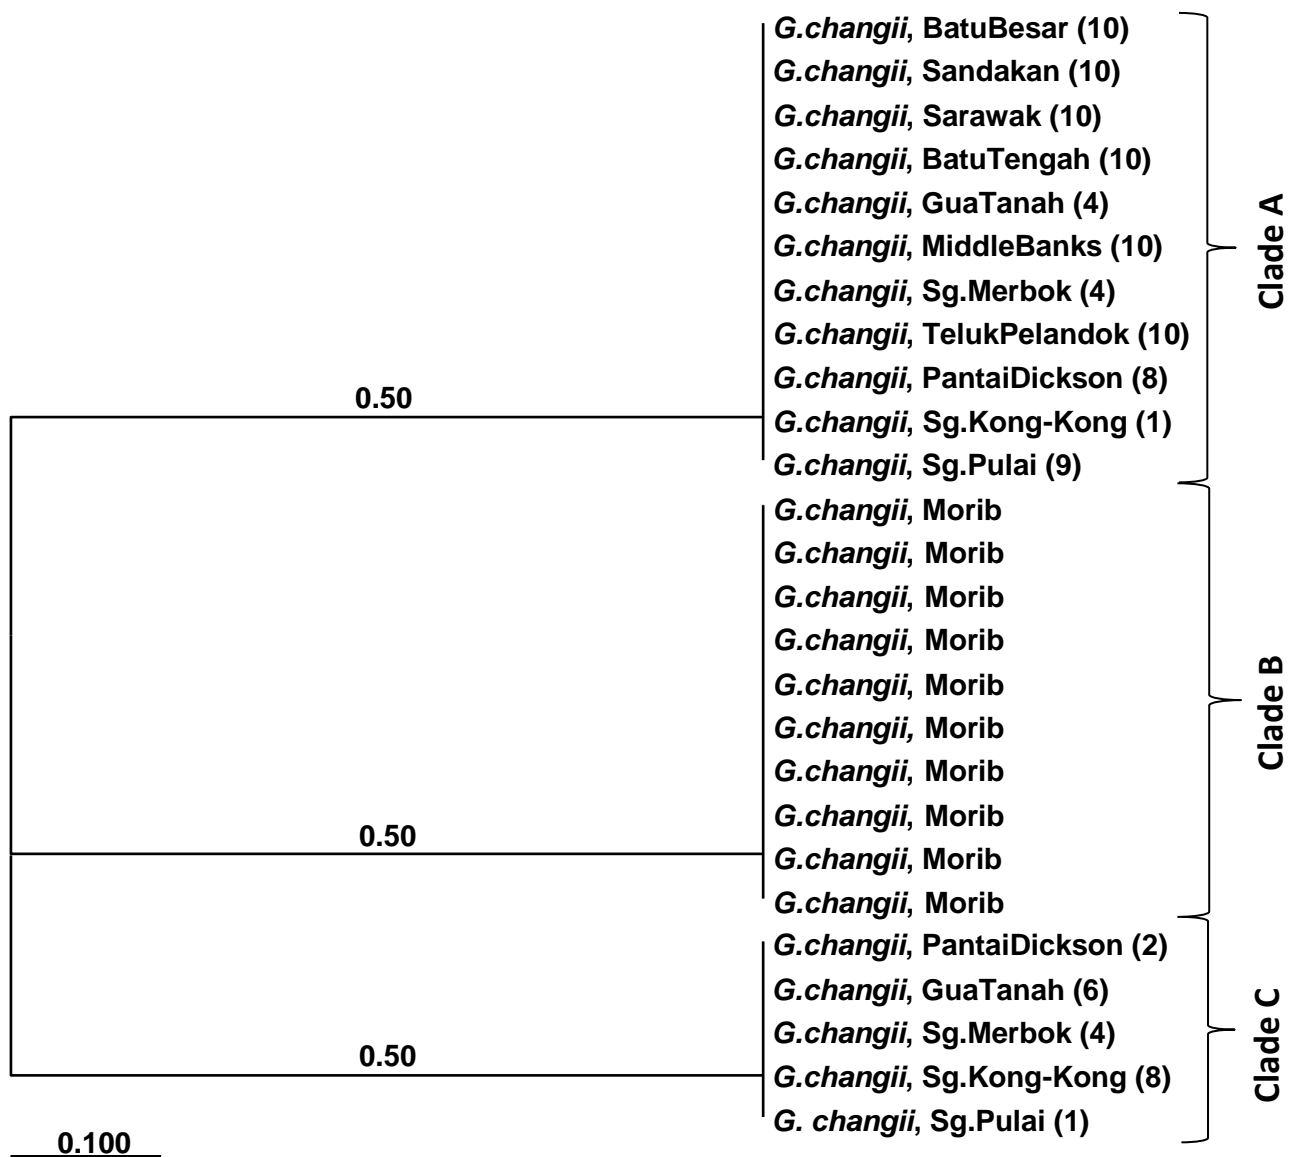 G.changii, BatuBesar (10)
G.changii, Sandakan (10)
G.changii, Sarawak (10)
G.changii, BatuTengah (10)
G.changii, GuaTanah (4)
G.changii, MiddleBanks (10)
G.changii, Sg.Merbok (4)
G.changii, TelukPelandok (10)
G.changii, PantaiDickson (8)
G.changii, Sg.Kong-Kong (1)
G.changii, Sg.Pulai (9)
Clade A
0.50
G.changii, Morib
G.changii, Morib
G.changii, Morib
G.changii, Morib
G.changii, Morib
G.changii, Morib
G.changii, Morib
G.changii, Morib
G.changii, Morib
G.changii, Morib
Clade B
0.50
G.changii, PantaiDickson (2)
G.changii, GuaTanah (6)
G.changii, Sg.Merbok (4)
G.changii, Sg.Kong-Kong (8)
G. changii, Sg.Pulai (1)
Clade C
0.50
0.100